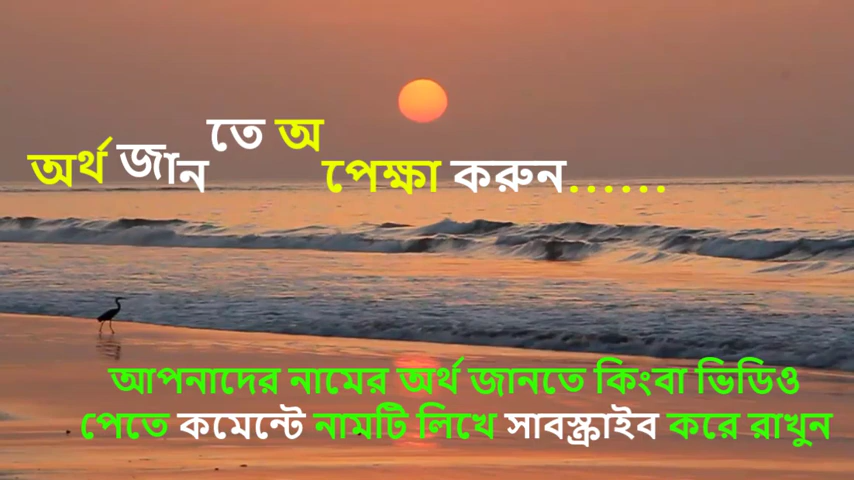 অর্থ জানতে অপেক্ষা করুন......
আপনাদের নামের অর্থ জানতে কিংবা ভিডিও
পেতে কমেন্টে নামটি লিখে সাবস্ক্রাইব করে রাখুন